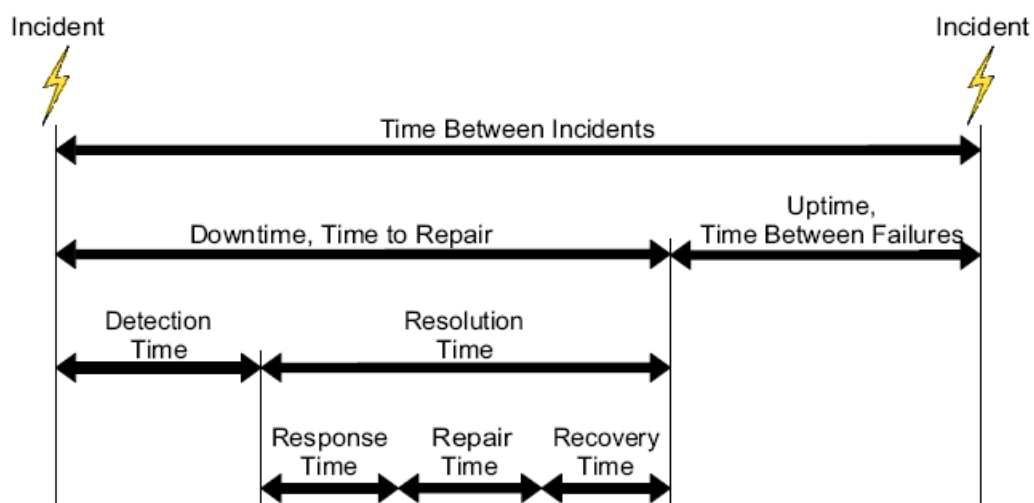 Incident
Incident
Time Between Incidents
Uptime,
Downtime, Time to Repair
Time Between Failures
Detection
Time
Resolution
Time
Response
Time
Repair
Time
Recovery
Time